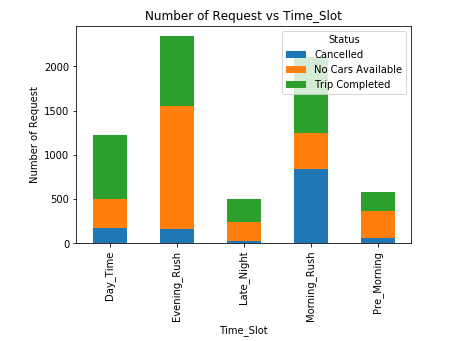 Number of Request vs Time_Slot
Status
Cancelled
No Cars Available
Trip Completed
Number of Request
2000
1500
1000
500
0
Day_Time
Evening_Rush
Late_Night
Morning_Rush
Pre_Morning
Time_Slot